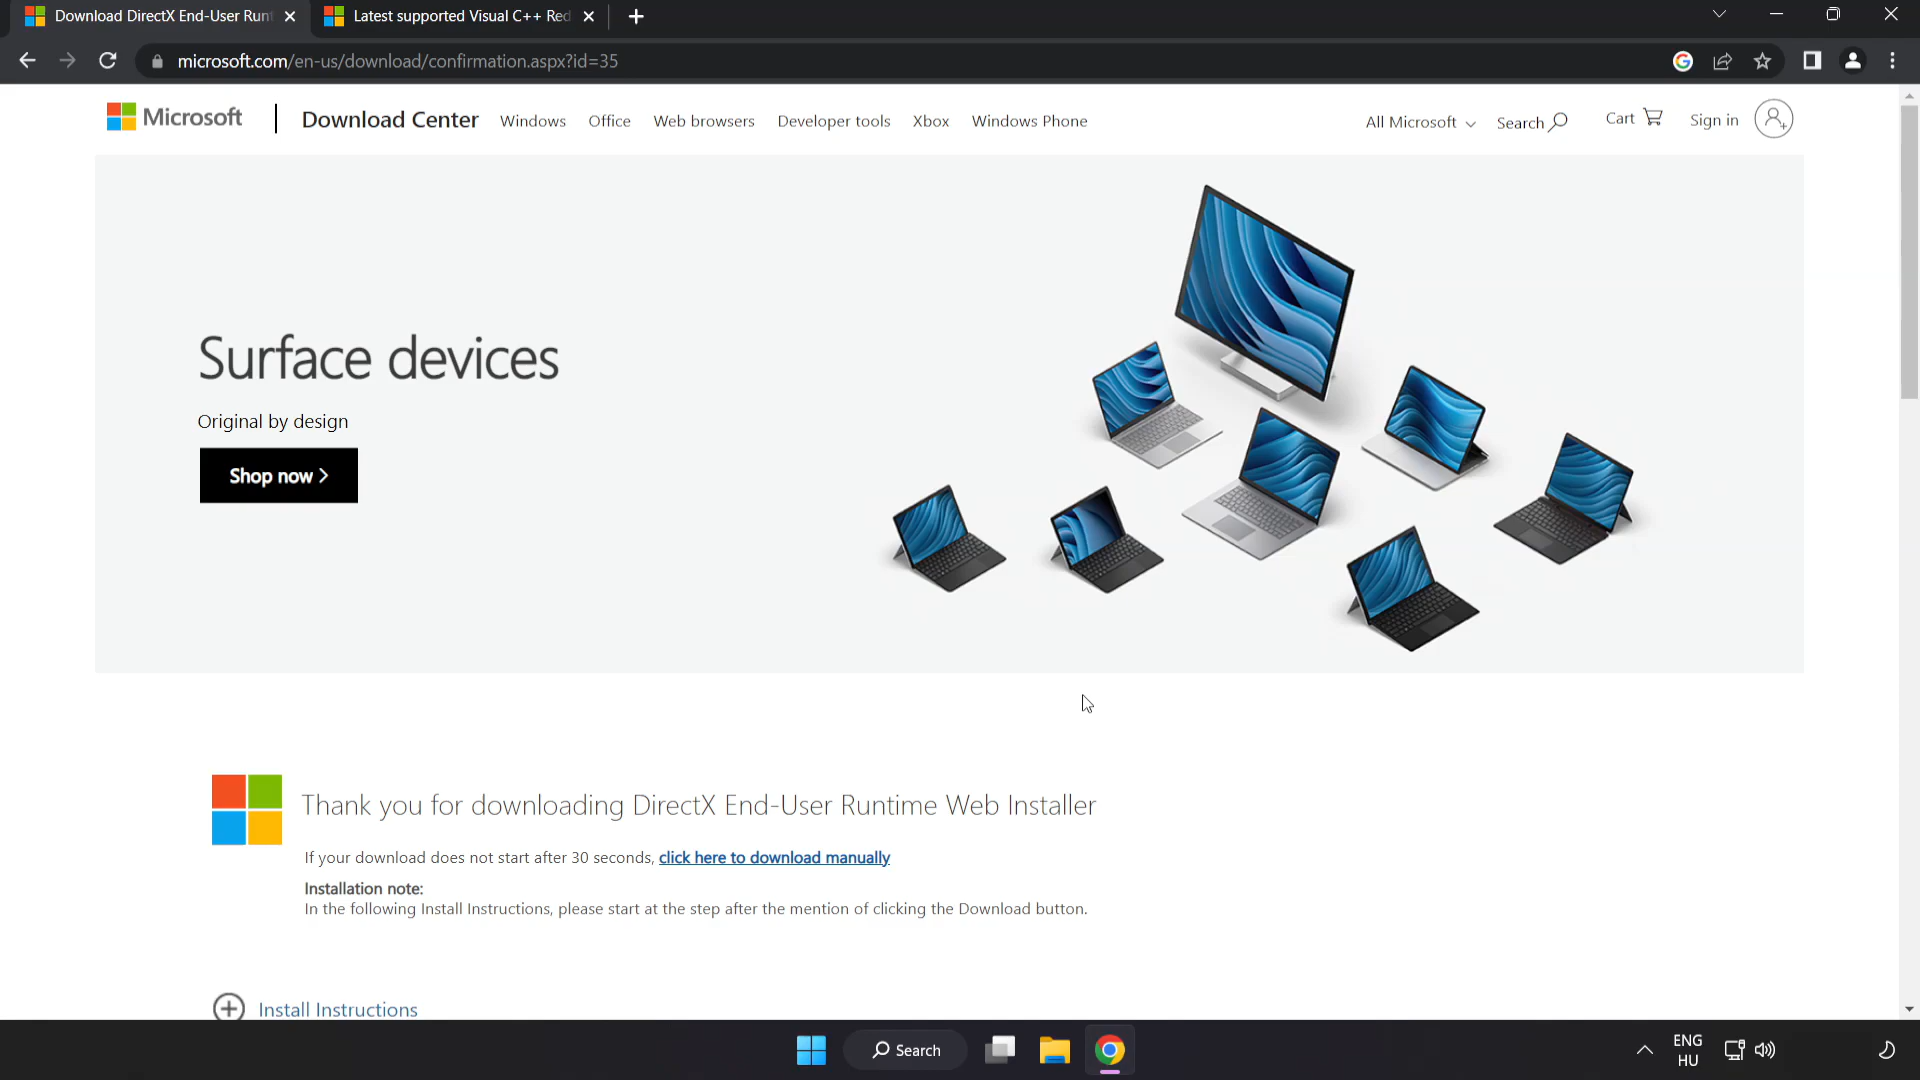 Download DirectX End-User Runt
Latest supported Visual C++ Red
microsoft.com/en-us/download/confirmation.aspx?id=35
Microsoft
Download Center
Windows
Office
Web browsers
Developer tools
Xbox
Windows Phone
All Microsoft
Search
Cart
Sign in
Surface devices
Original by design
Shop now
Thank you for downloading DirectX End-User Runtime Web Installer
If your download does not start after 30 seconds, click here to download manually
Installation note:
In the following Install Instructions, please start at the step after the mention of clicking the Download button.
Install Instructions
Search
ENG
HU